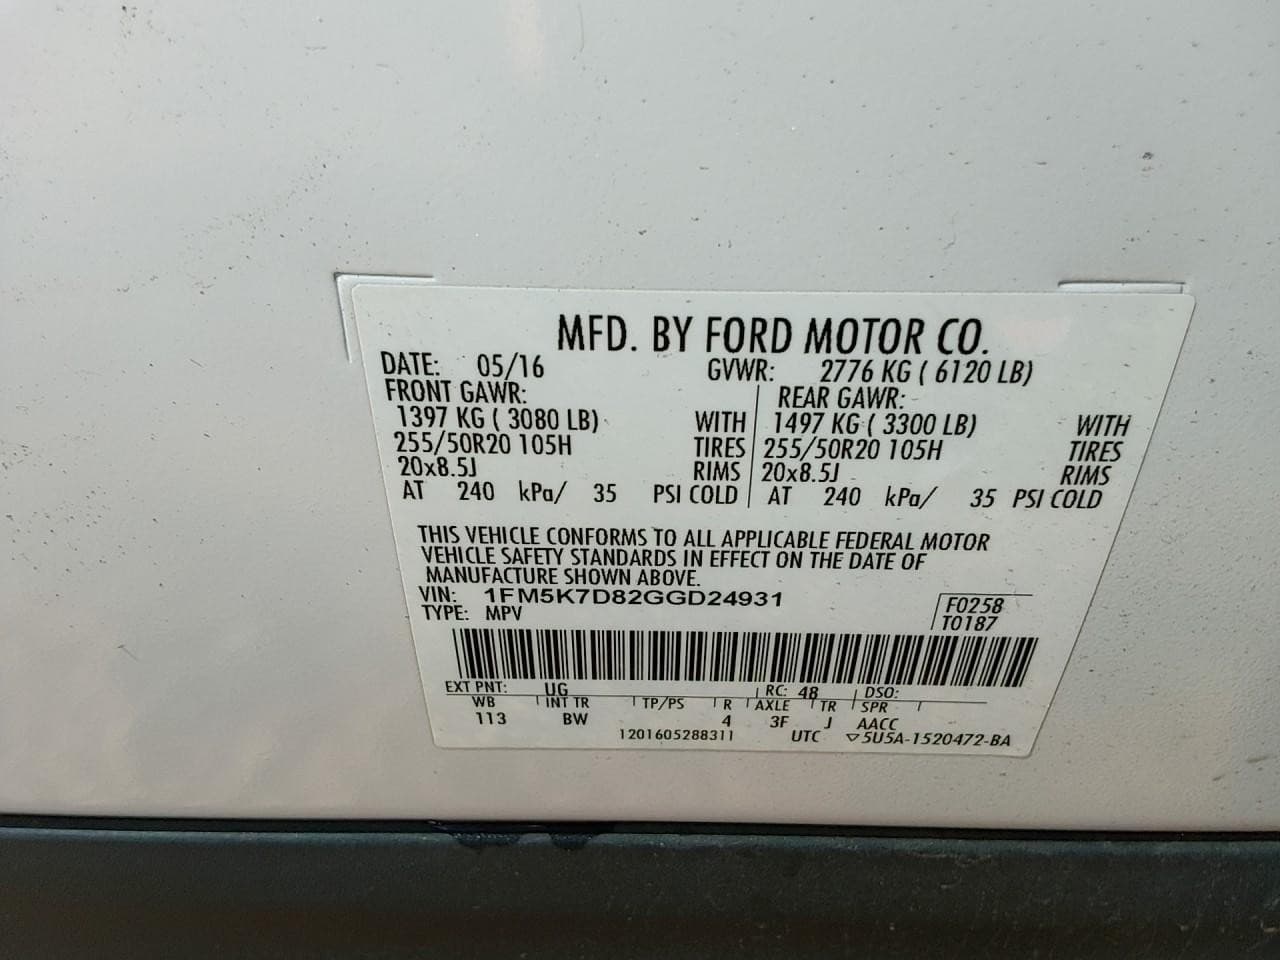 MFD. BY FORD MOTOR CO.
DATE: 05/16 GVWR: 2776 KG ( 6120 LB)
FRONT GAWR: REAR GAWR:
1397 KG ( 3080 LB) WITH 1497 KG ( 3300 LB) WITH
255/50R20 105H TIRES 255/50R20 105H TIRES
20x8.5J RIMS 20x8.5J RIMS
AT 240 kPa/ 35 PSI COLD AT 240 kPa/ 35 PSI COLD
THIS VEHICLE CONFORMS TO ALL APPLICABLE FEDERAL MOTOR
VEHICLE SAFETY STANDARDS IN EFFECT ON THE DATE OF
MANUFACTURE SHOWN ABOVE.
VIN: 1FM5K7D82GGD24931 F0258
TYPE: MPV T0187
EXT PNT: UG RC: 48 DSO:
WB INT TR TP/PS R AXLE TR SPR
113 BW 4 3F J AACC
1201605288311 UTC ▽5U5A-1520472-BA